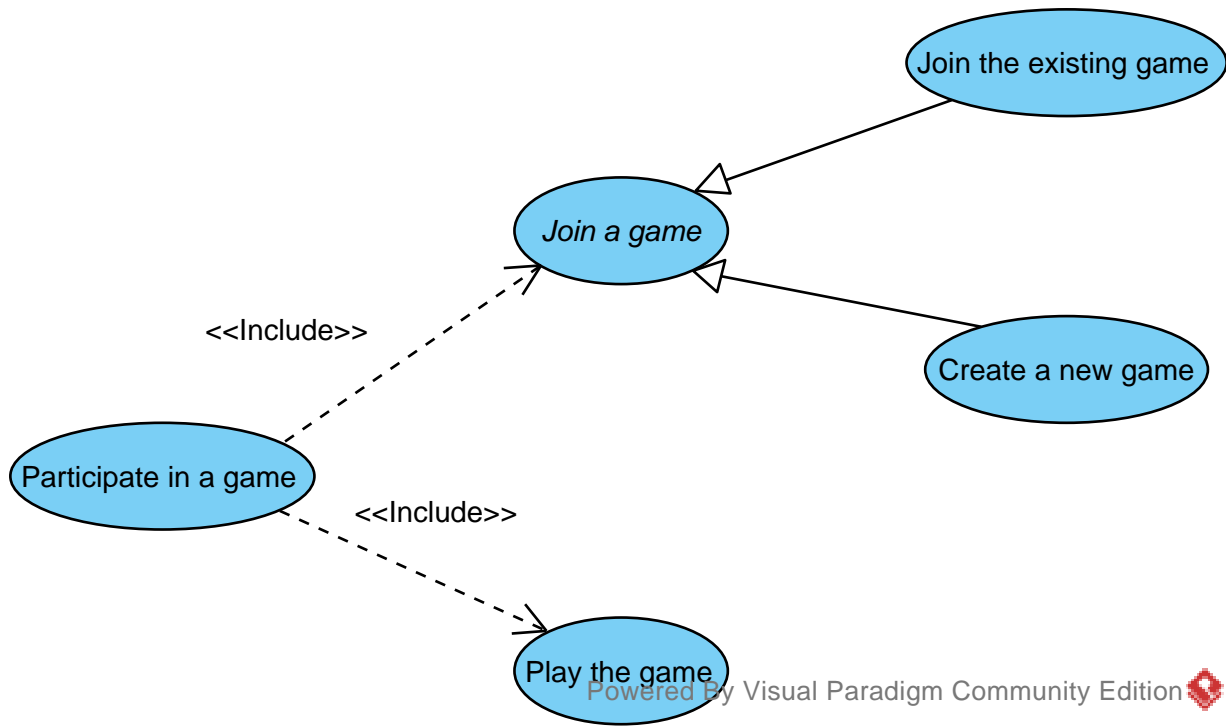 Join the existing game
Join a game
<<Include>>
Create a new game
Participate in a game
<<Include>>
Play the game
Powered By Visual Paradigm Community Edition